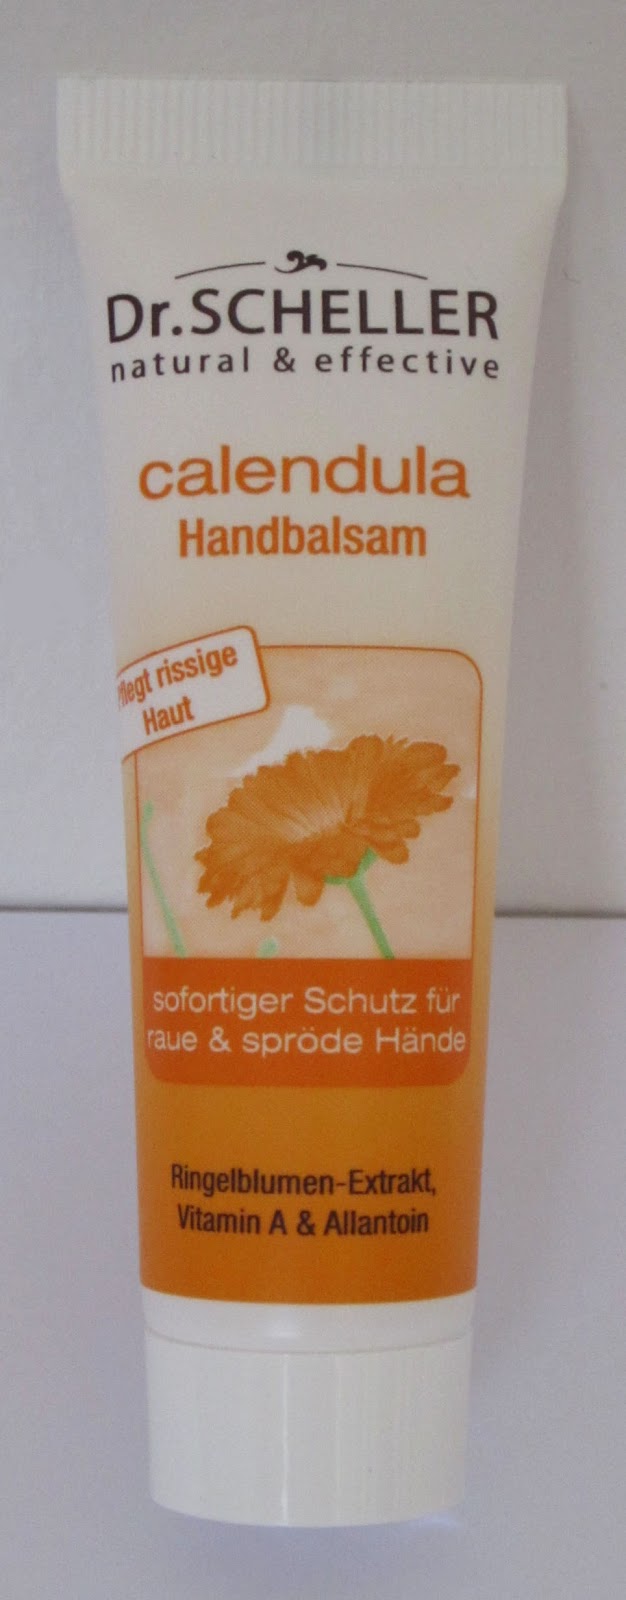 Dr. SCHELLER
natural & effective
calendula
Handbalsam
Pflegt rissige
Haut
sofortiger Schutz für
raue & spröde Hände
Ringelblumen-Extrakt,
Vitamin A & Allantoin